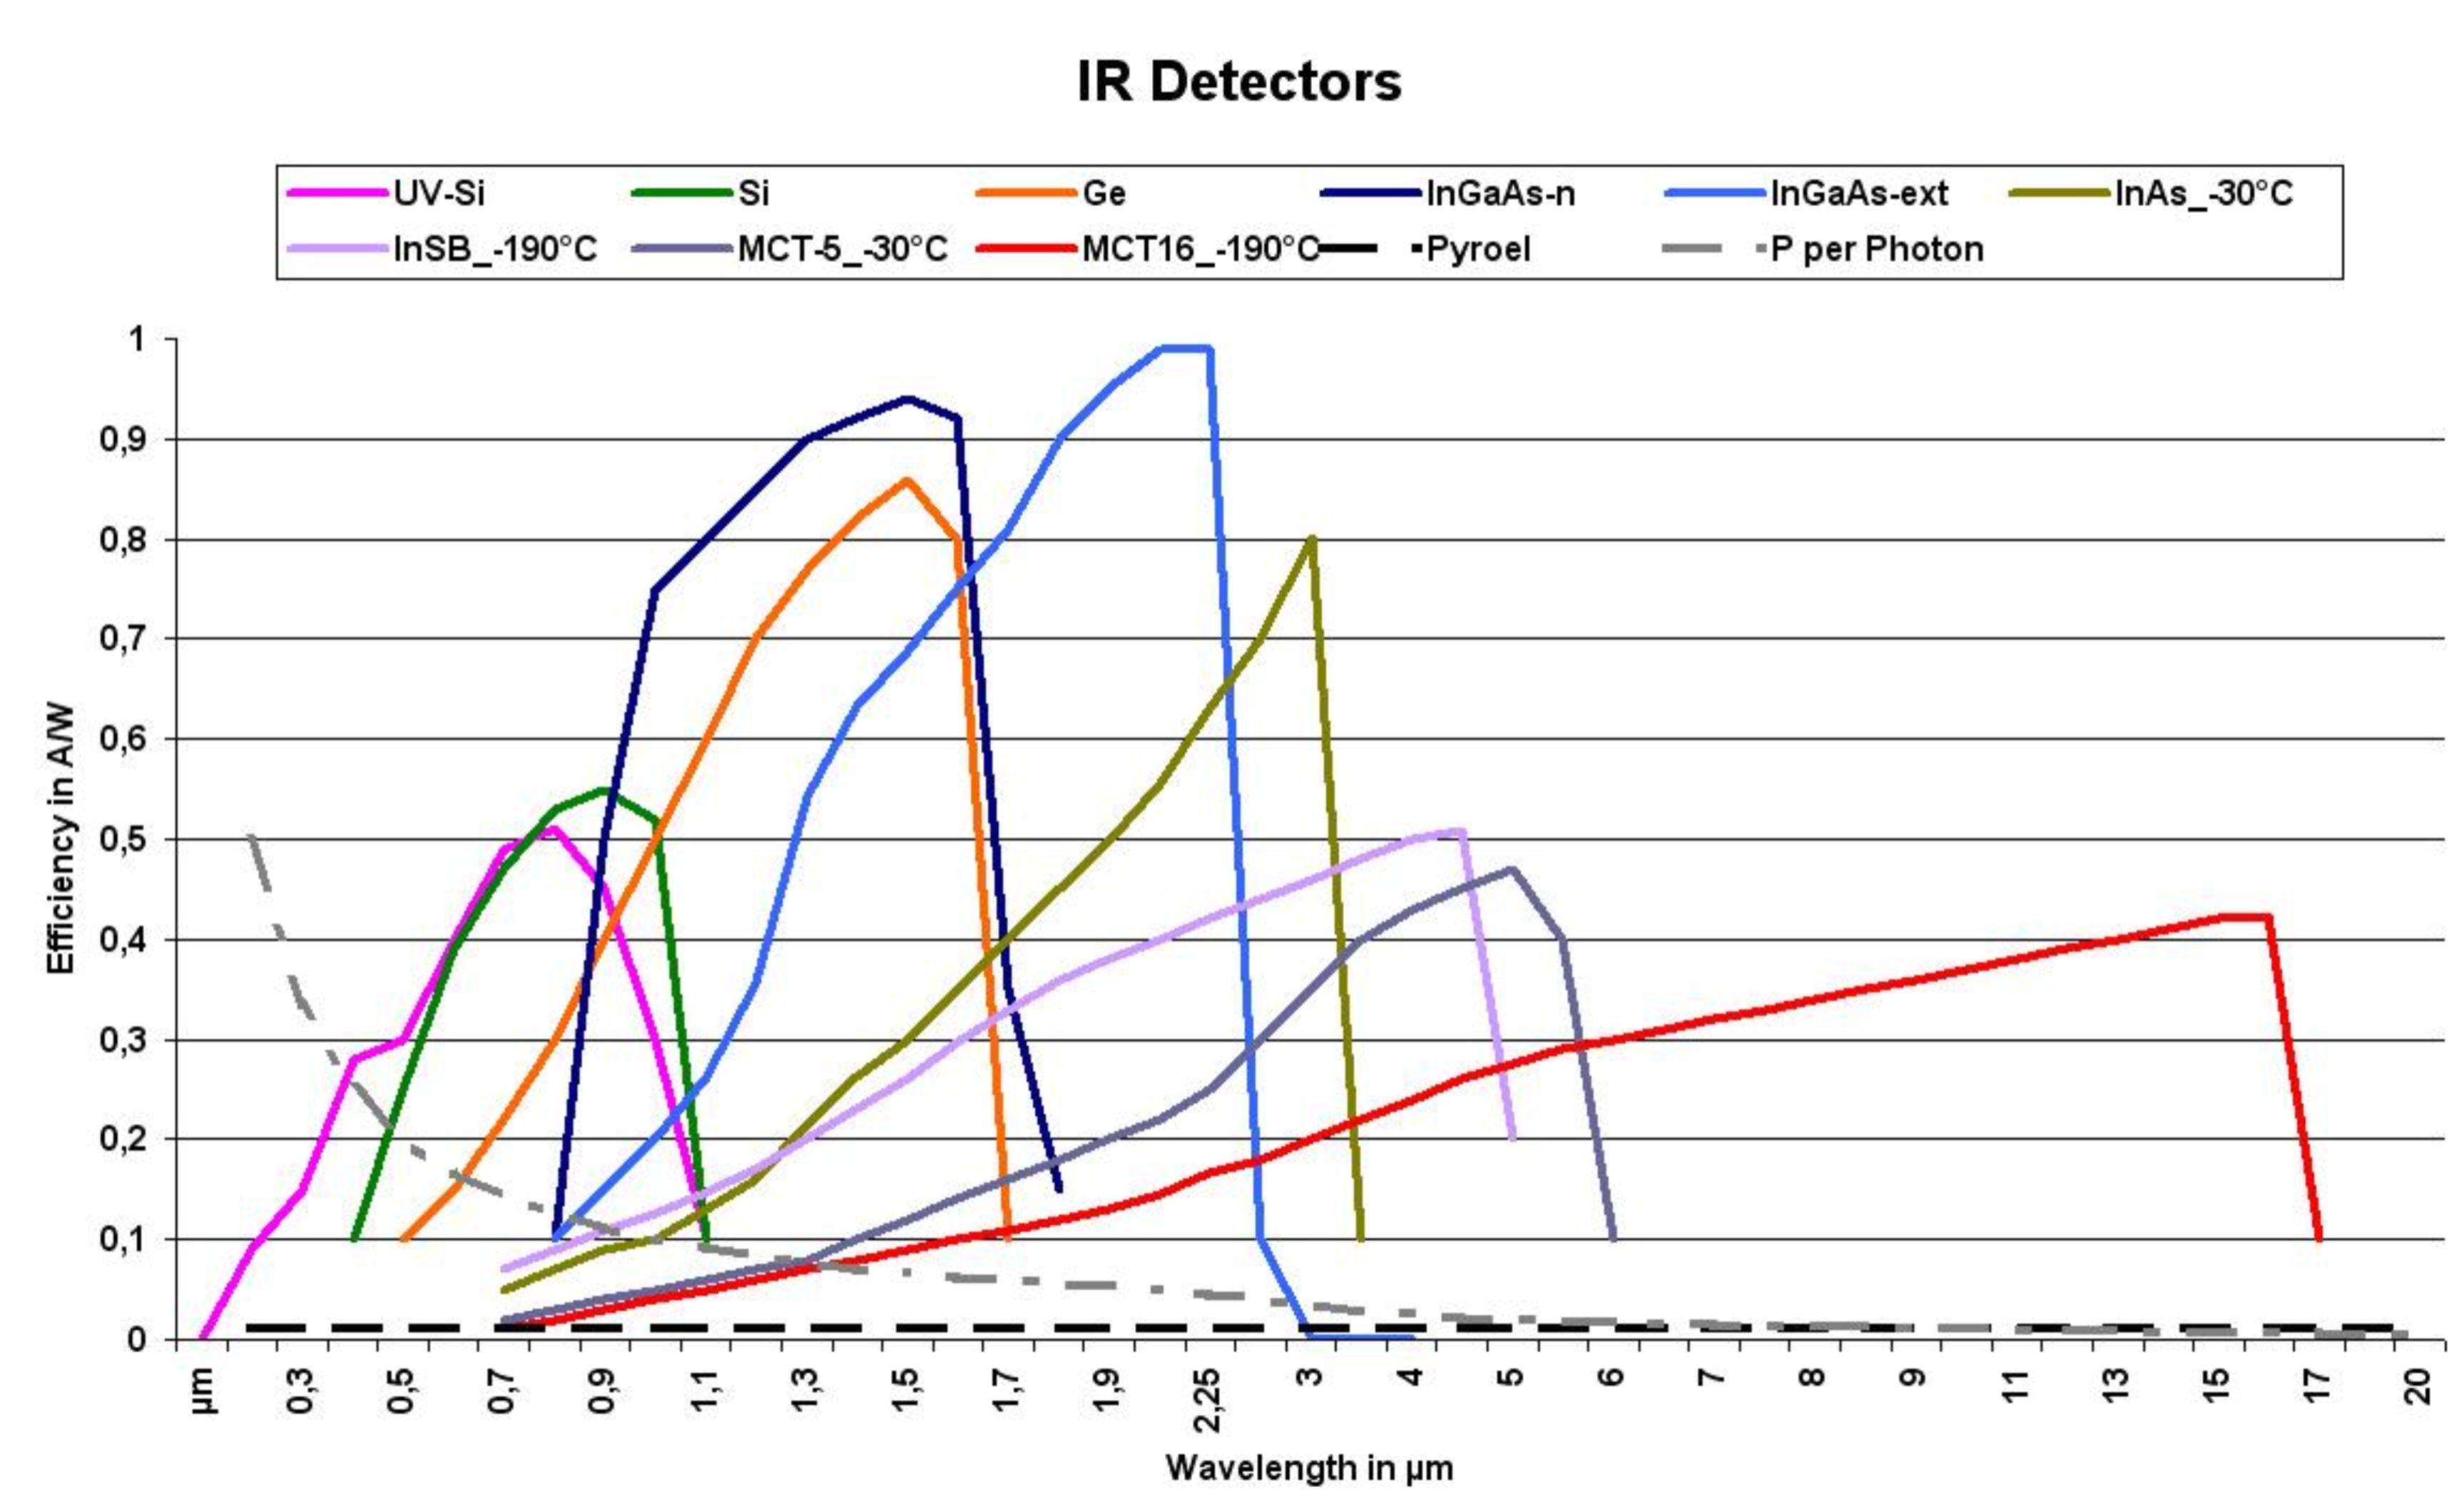 IR Detectors
UV-Si Si Ge InGaAs-n InGaAs-ext InAs_-30°C
InSB_-190°C MCT-5_-30°C MCT16_-190°C Pyroel P per Photon
1
0,9
0,8
0,7
0,6
0,5
0,4
0,3
0,2
0,1
0
Efficiency in A/W
µm 0,3 0,5 0,7 0,9 1,1 1,3 1,5 1,7 1,9 2,25 3 4 5 6 7 8 9 11 13 15 17 20
Wavelength in µm